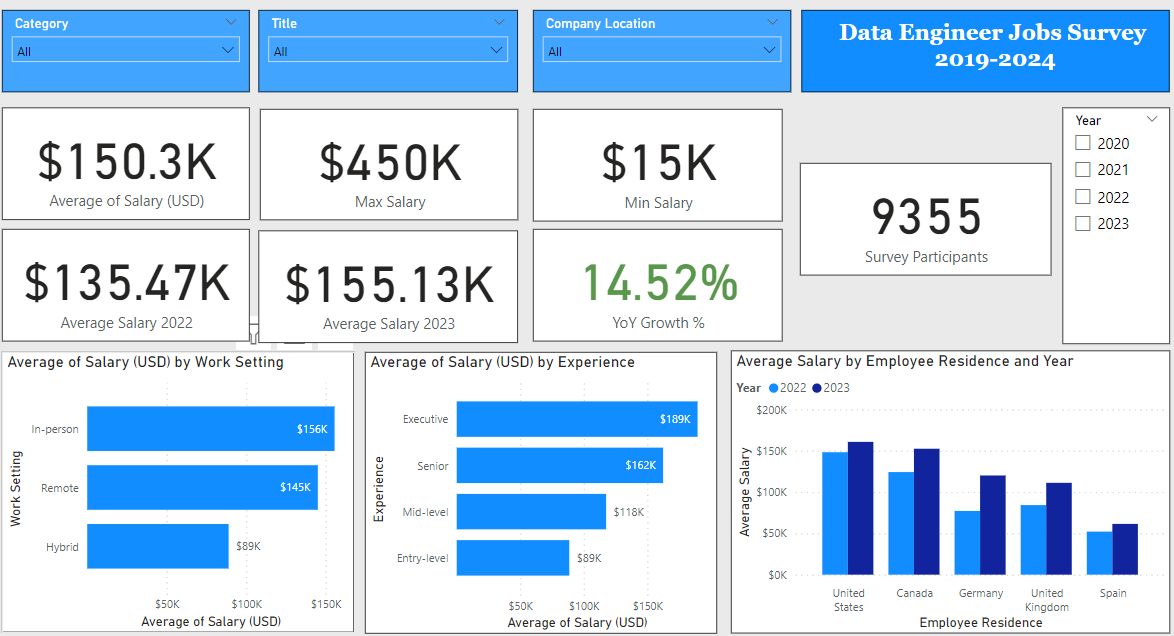 Category
All
Title
All
Company Location
All
Data Engineer Jobs Survey
2019-2024
$150.3K
Average of Salary (USD)
$450K
Max Salary
$15K
Min Salary
9355
Survey Participants
Year
2020
2021
2022
2023
$135.47K
Average Salary 2022
$155.13K
Average Salary 2023
14.52%
YoY Growth %
Average of Salary (USD) by Work Setting
Work Setting
In-person
$156K
Remote
$145K
Hybrid
$89K
$50K
$100K
$150K
Average of Salary (USD)
Average of Salary (USD) by Experience
Experience
Executive
$189K
Senior
$162K
Mid-level
$118K
Entry-level
$89K
$50K
$100K
$150K
Average of Salary (USD)
Average Salary by Employee Residence and Year
Year 2022 2023
Average Salary
$200K
$150K
$100K
$50K
$0K
United
States
Canada
Germany
United
Kingdom
Spain
Employee Residence